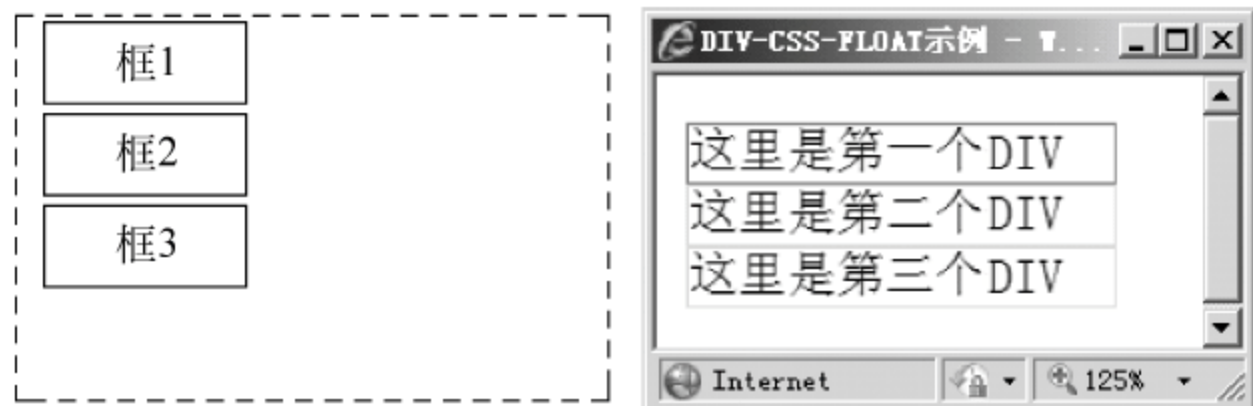 框1
框2
框3
DIV-CSS-FLOAT示例 - W...
这里是第一个DIV
这里是第二个DIV
这里是第三个DIV
Internet
125%